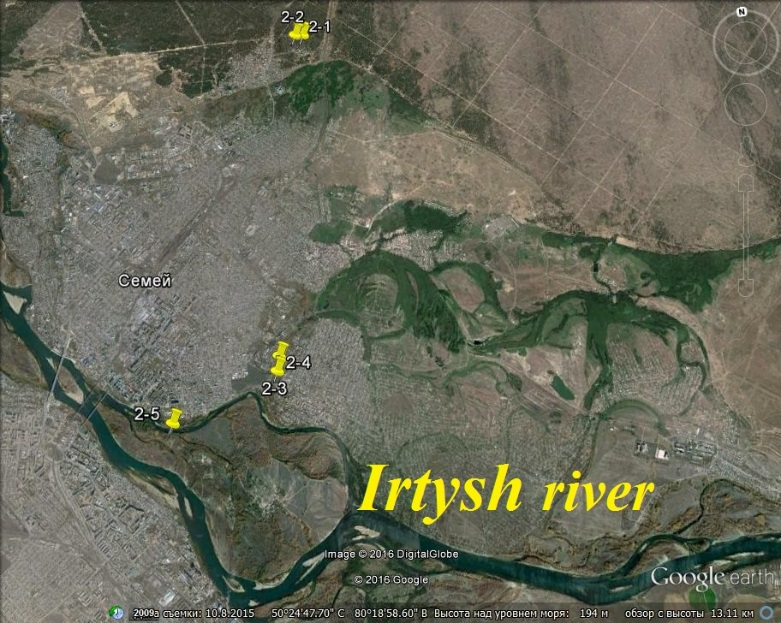 N
2-2
2-1
Семей
2-4
2-3
2-5
Irtysh river
Image © 2016 DigitalGlobe
© 2016 Google
Google earth
2009 съемки: 10.8.2015 50°24'47.70" С 80°18'58.60" В Высота над уровнем моря: 194 м обзор с высоты 13.11 км